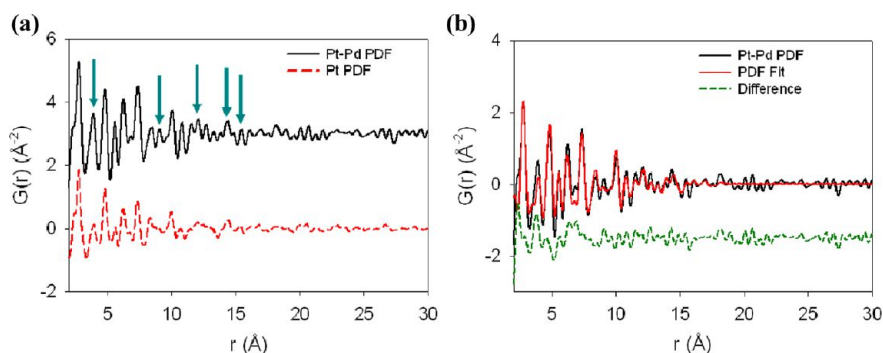 (a)
6
4
2
0
-2
G(r) (Å⁻²)
Pt-Pd PDF
Pt PDF
5 10 15 20 25 30
r (Å)
(b)
4
2
0
-2
G(r) (Å⁻²)
Pt-Pd PDF
PDF Fit
Difference
5 10 15 20 25 30
r (Å)